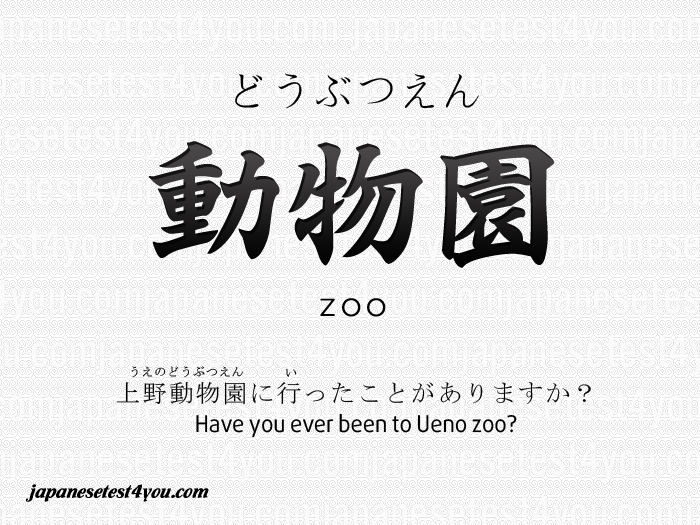 どうぶつえん
動物園
zoo
うえのどうぶつえん い
上野動物園に行ったことがありますか？
Have you ever been to Ueno zoo?
japanesetest4you.com